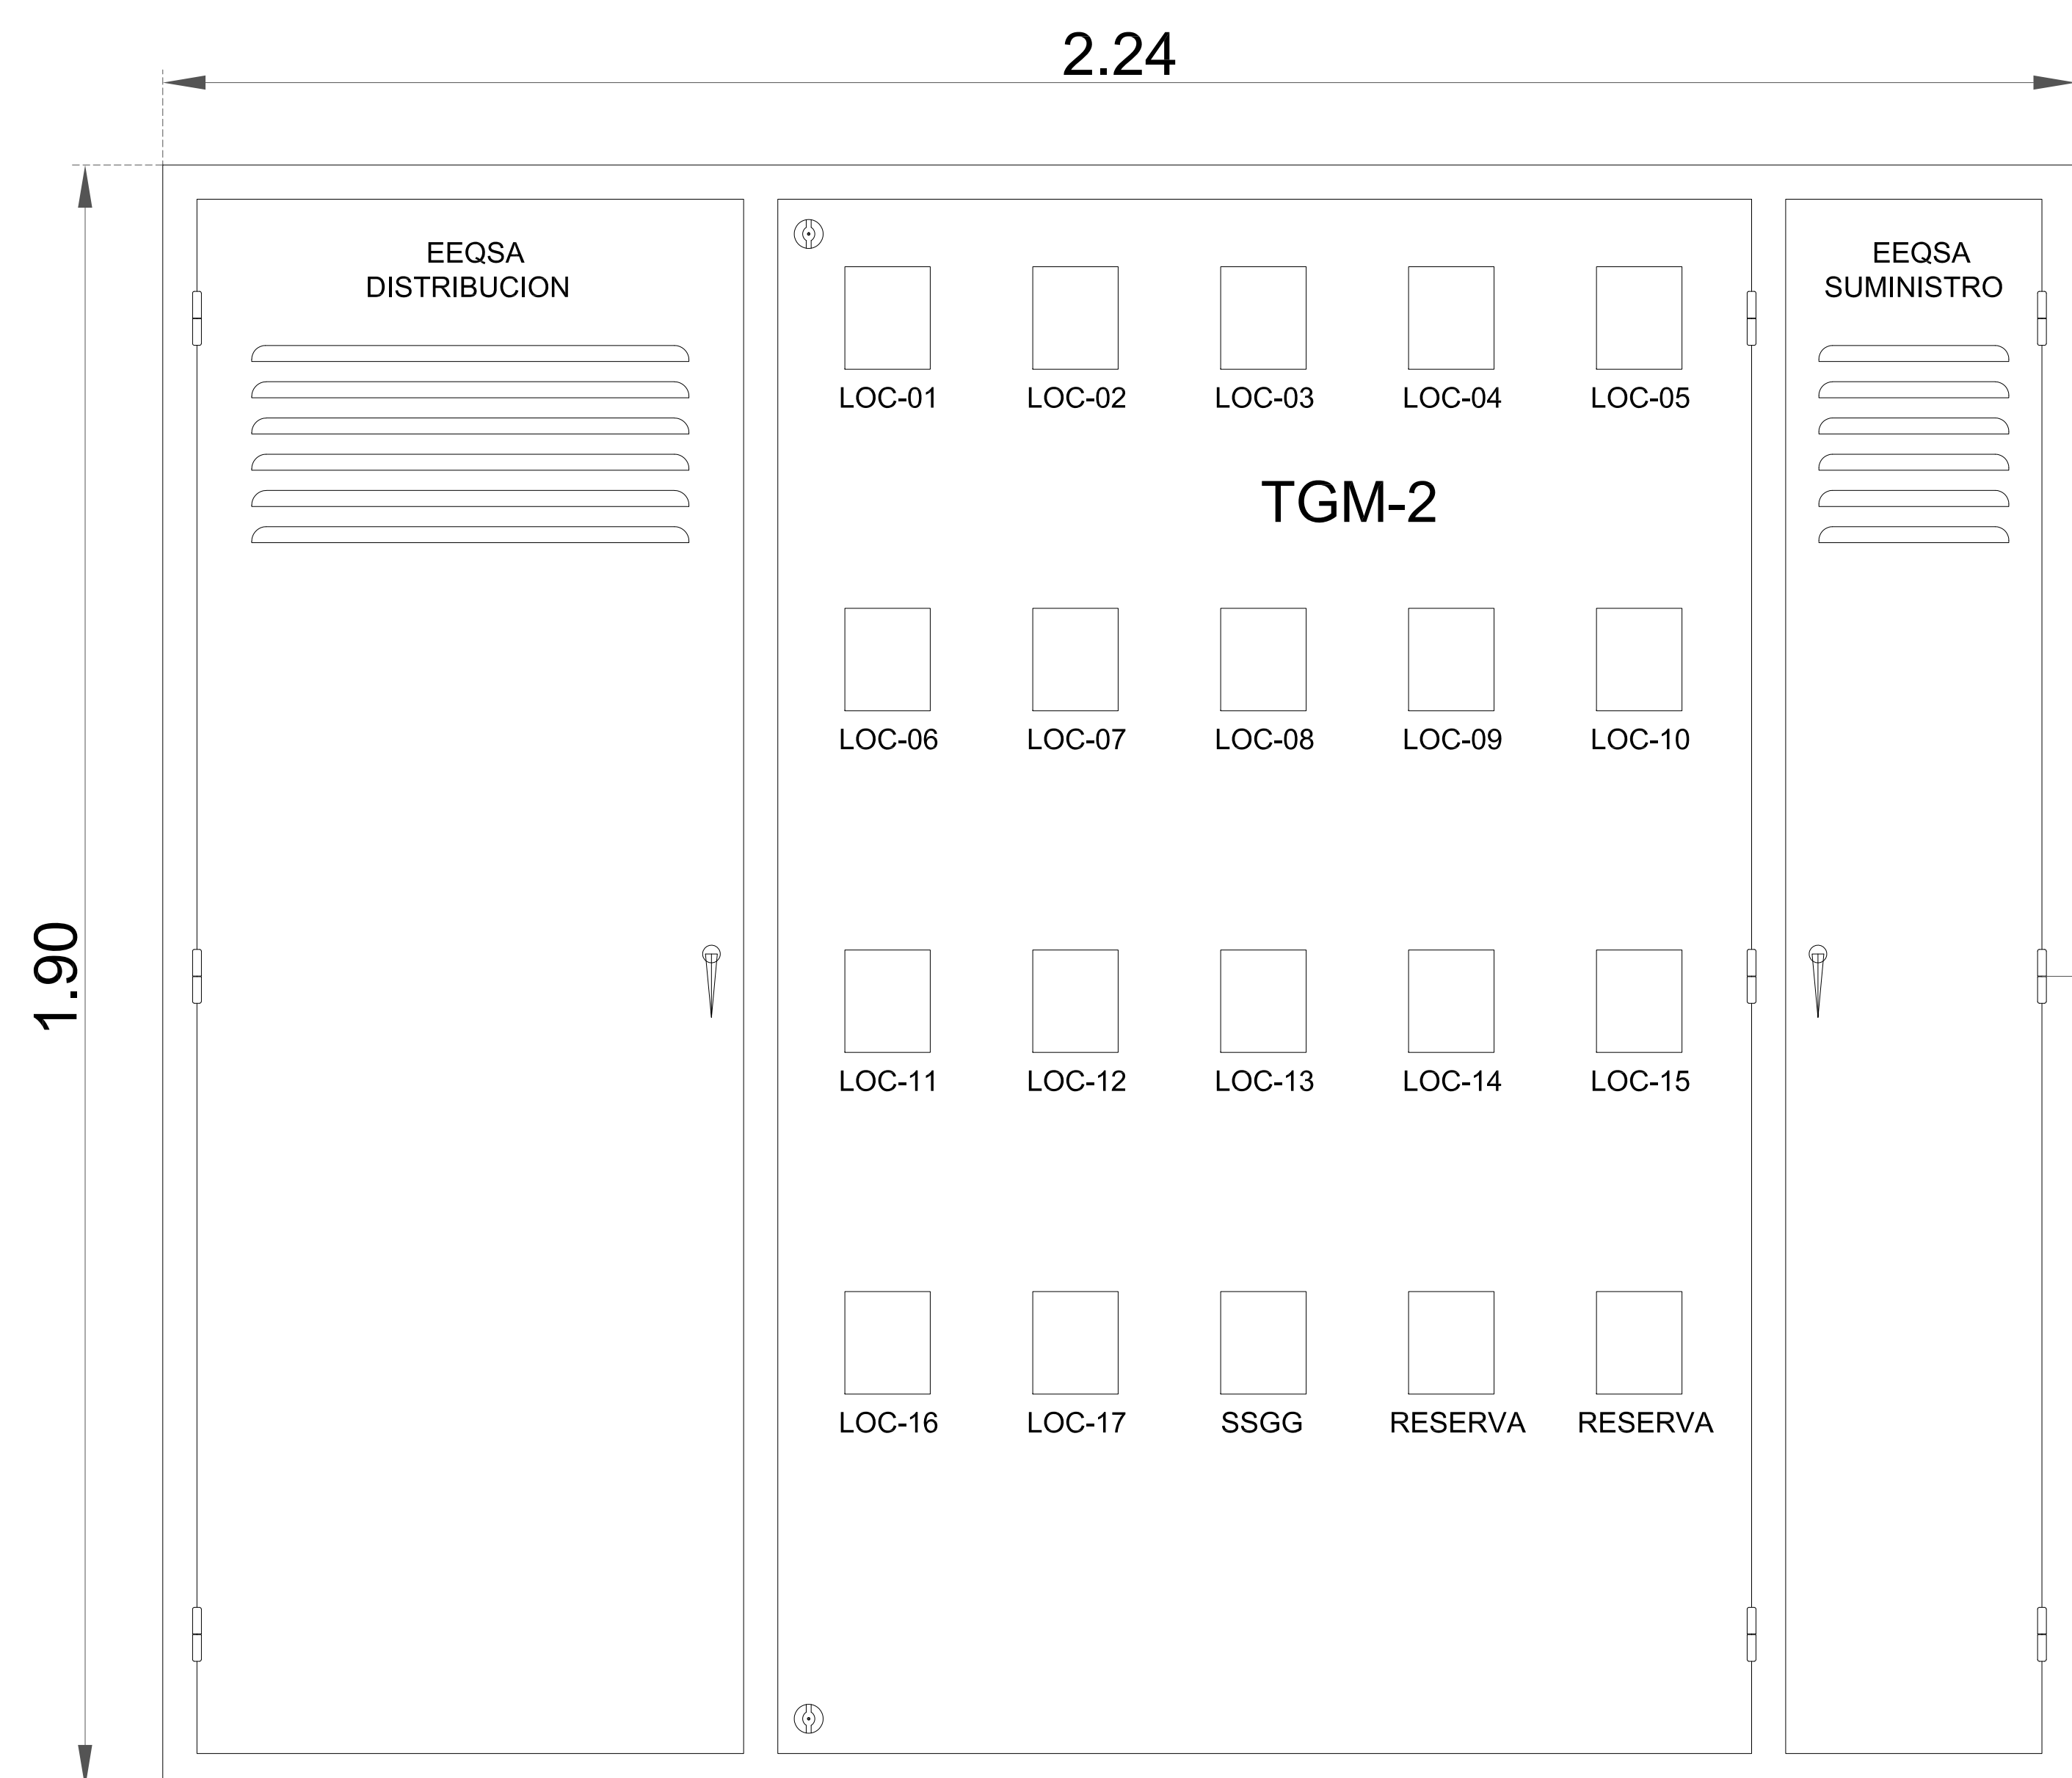 2.24
EEQSA
DISTRIBUCION
EEQSA
SUMINISTRO
LOC-01 LOC-02 LOC-03 LOC-04 LOC-05
TGM-2
LOC-06 LOC-07 LOC-08 LOC-09 LOC-10
1.90
LOC-11 LOC-12 LOC-13 LOC-14 LOC-15
LOC-16 LOC-17 SSGG RESERVA RESERVA